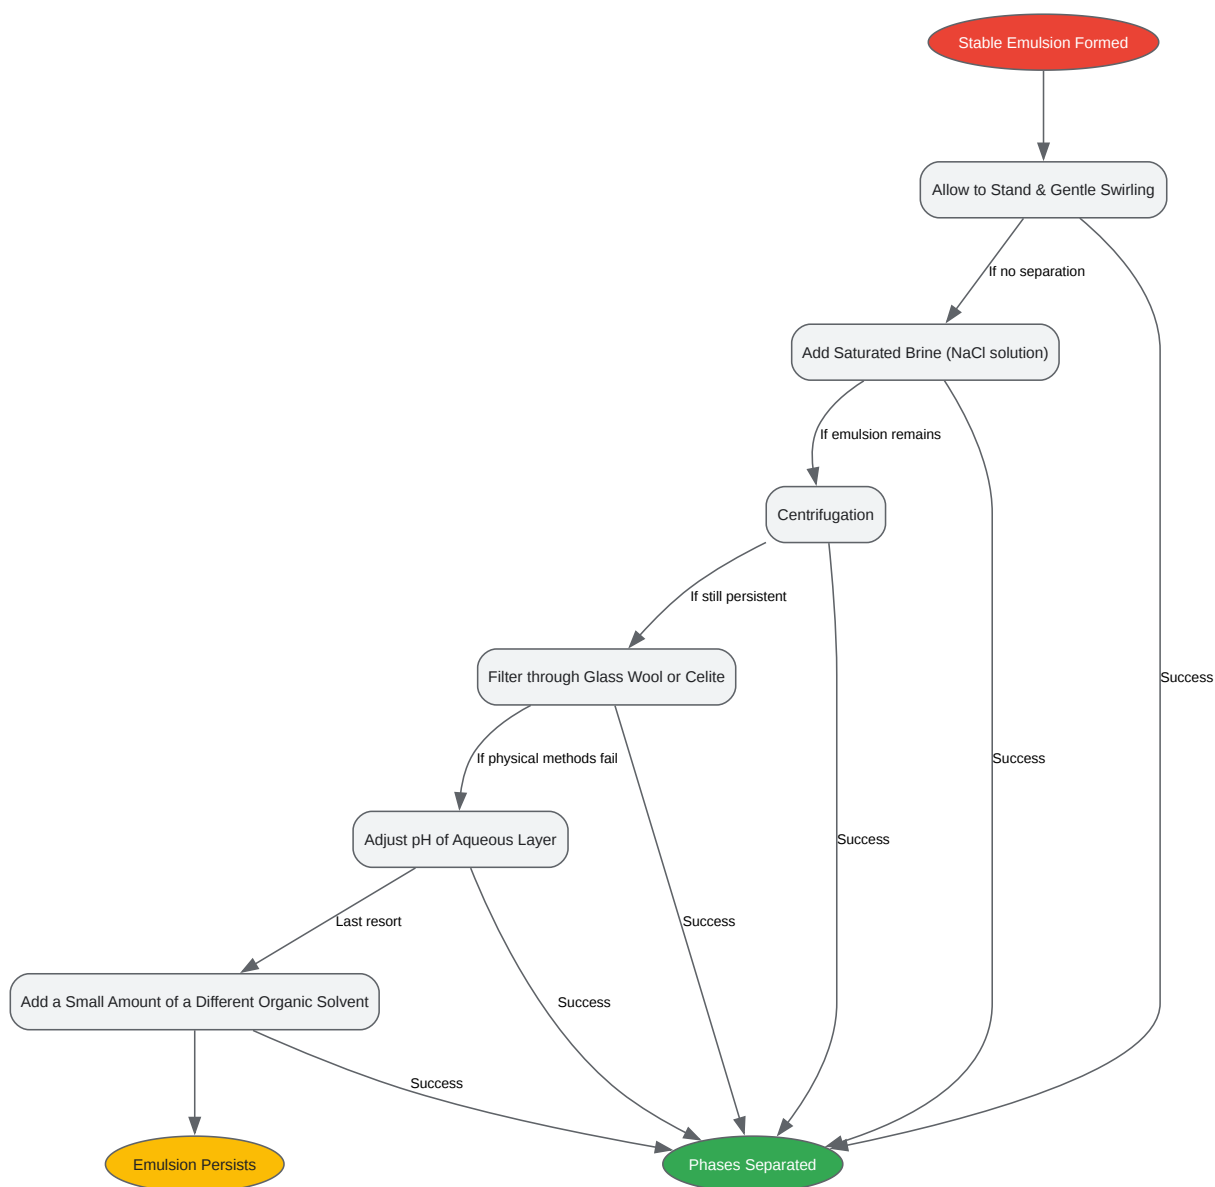 Stable Emulsion Formed
Allow to Stand & Gentle Swirling
If no separation
Add Saturated Brine (NaCl solution)
If emulsion remains
Centrifugation
If still persistent
Filter through Glass Wool or Celite
Success
If physical methods fail
Success
Adjust pH of Aqueous Layer
Success
Last resort
Success
Add a Small Amount of a Different Organic Solvent
Success
Success
Emulsion Persists
Phases Separated